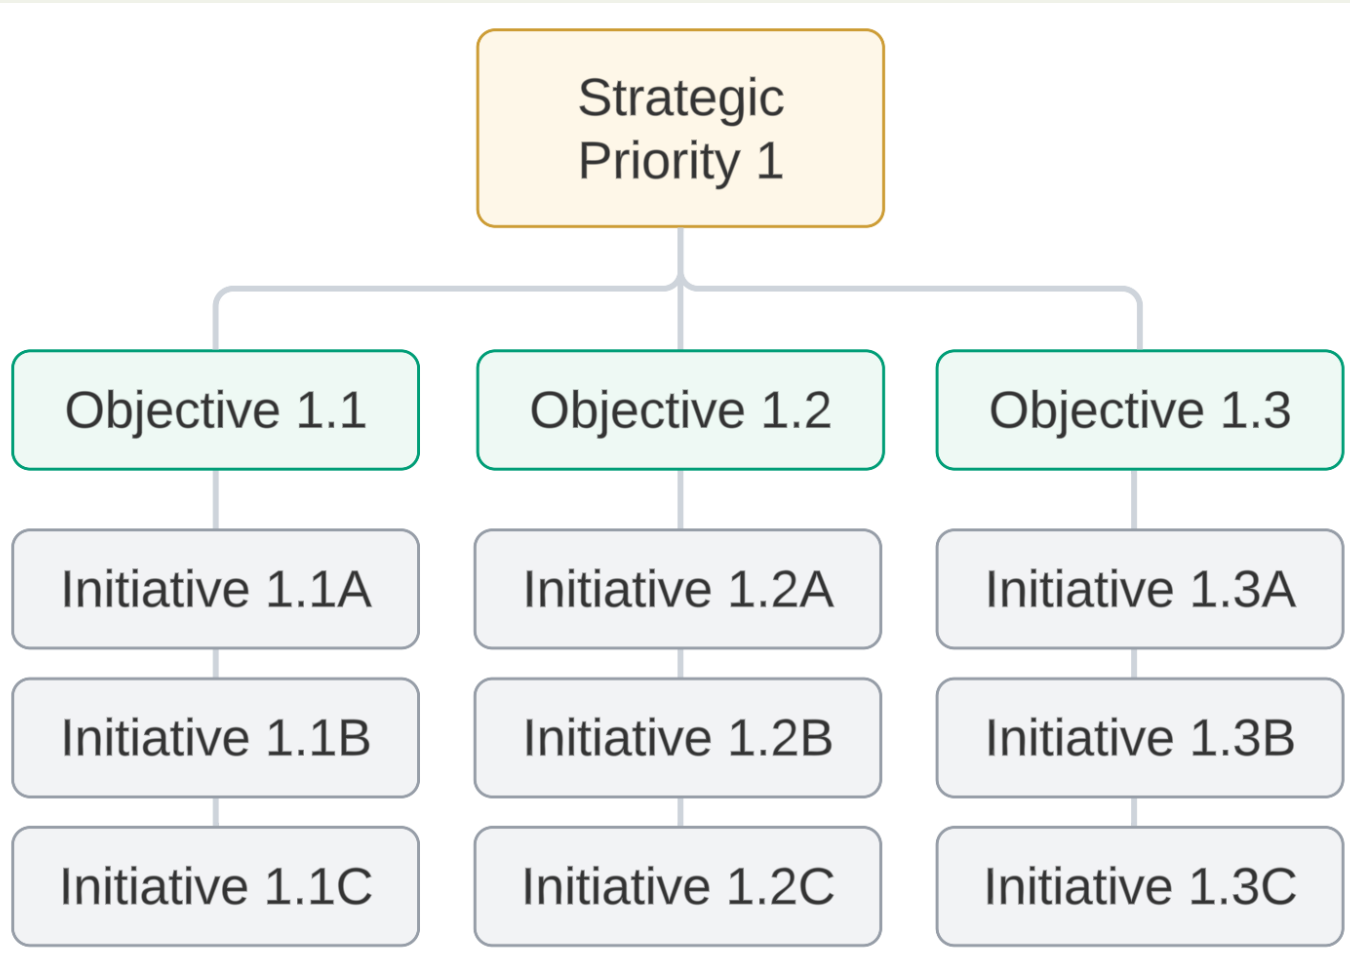 Strategic
Priority 1
Objective 1.1
Objective 1.2
Objective 1.3
Initiative 1.1A
Initiative 1.2A
Initiative 1.3A
Initiative 1.1B
Initiative 1.2B
Initiative 1.3B
Initiative 1.1C
Initiative 1.2C
Initiative 1.3C